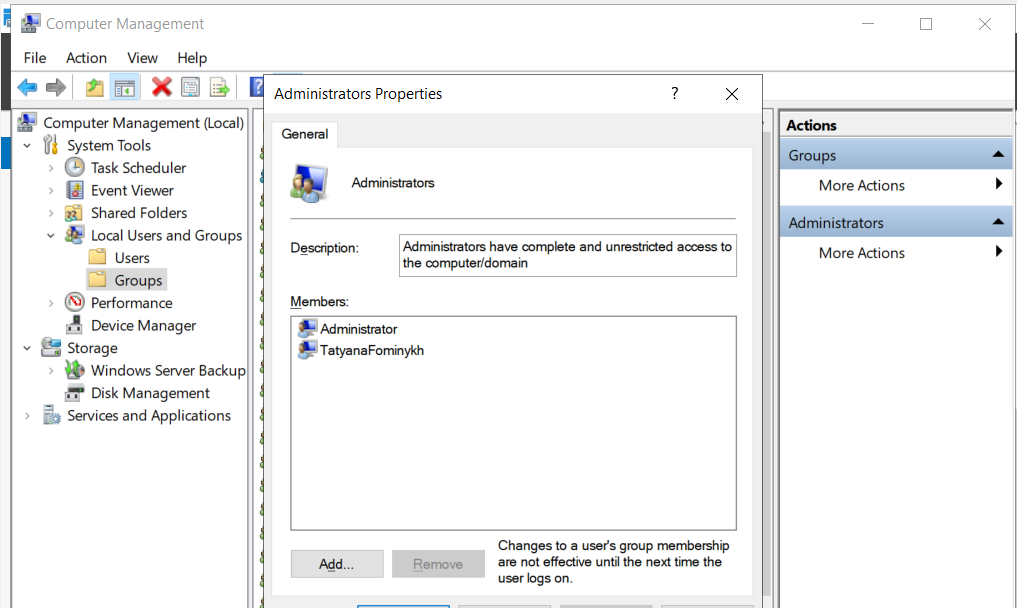 Computer Management
File Action View Help
?
Administrators Properties
?
Computer Management (Local)
System Tools
Task Scheduler
Event Viewer
Shared Folders
Local Users and Groups
Users
Groups
Performance
Device Manager
Storage
Windows Server Backup
Disk Management
Services and Applications
General
Administrators
Description:
Administrators have complete and unrestricted access to
the computer/domain
Members:
Administrator
TatyanaFominykh
Add...
Remove
Changes to a user's group membership
are not effective until the next time the
user logs on.
Actions
Groups
More Actions
Administrators
More Actions